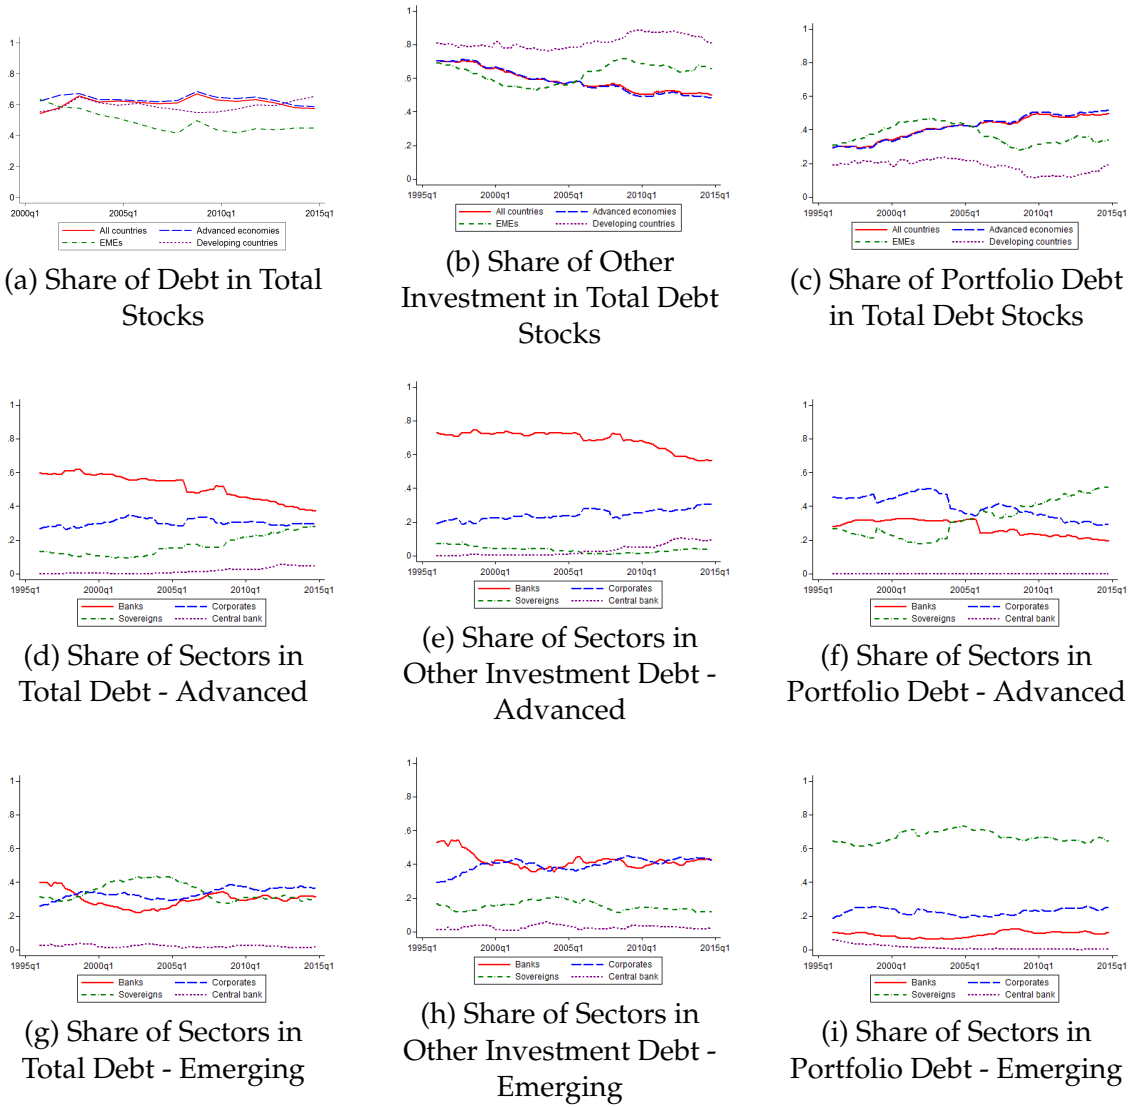 1
.8
.6
.4
.2
0
2000q1 2005q1 2010q1 2015q1
All countries Advanced economies
EMEs Developing countries
(a) Share of Debt in Total
Stocks
1
.8
.6
.4
.2
0
1995q1 2000q1 2005q1 2010q1 2015q1
All countries Advanced economies
EMEs Developing countries
(b) Share of Other
Investment in Total Debt
Stocks
1
.8
.6
.4
.2
0
1995q1 2000q1 2005q1 2010q1 2015q1
All countries Advanced economies
EMEs Developing countries
(c) Share of Portfolio Debt
in Total Debt Stocks
1
.8
.6
.4
.2
0
1995q1 2000q1 2005q1 2010q1 2015q1
Banks Corporates
Sovereigns Central bank
(d) Share of Sectors in
Total Debt - Advanced
1
.8
.6
.4
.2
0
1995q1 2000q1 2005q1 2010q1 2015q1
Banks Corporates
Sovereigns Central bank
(e) Share of Sectors in
Other Investment Debt -
Advanced
1
.8
.6
.4
.2
0
1995q1 2000q1 2005q1 2010q1 2015q1
Banks Corporates
Sovereigns Central bank
(f) Share of Sectors in
Portfolio Debt - Advanced
1
.8
.6
.4
.2
0
1995q1 2000q1 2005q1 2010q1 2015q1
Banks Corporates
Sovereigns Central bank
(g) Share of Sectors in
Total Debt - Emerging
1
.8
.6
.4
.2
0
1995q1 2000q1 2005q1 2010q1 2015q1
Banks Corporates
Sovereigns Central bank
(h) Share of Sectors in
Other Investment Debt -
Emerging
1
.8
.6
.4
.2
0
1995q1 2000q1 2005q1 2010q1 2015q1
Banks Corporates
Sovereigns Central bank
(i) Share of Sectors in
Portfolio Debt - Emerging